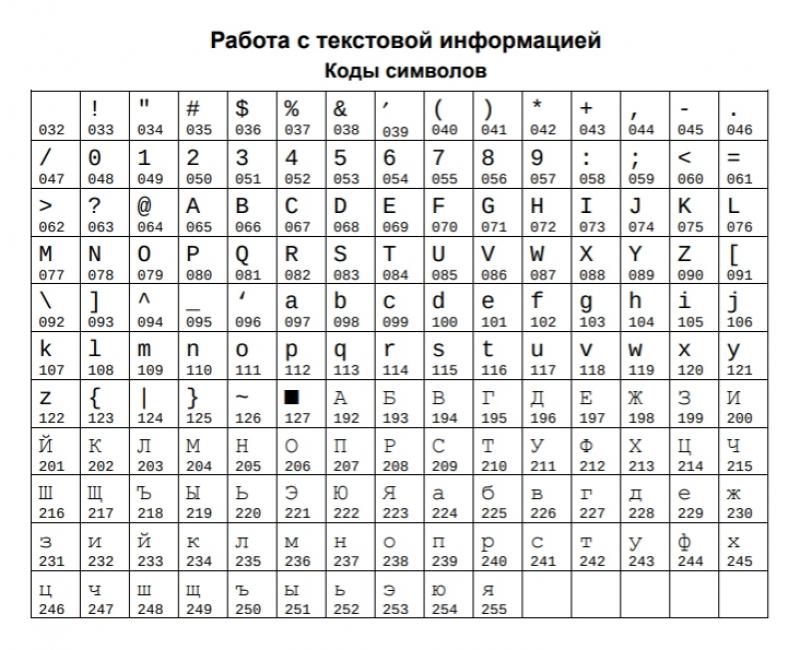 Работа с текстовой информацией
Коды символов
! " # $ % & ′ ( ) * + , - .
032 033 034 035 036 037 038 039 040 041 042 043 044 045 046
/ 0 1 2 3 4 5 6 7 8 9 : ; < =
047 048 049 050 051 052 053 054 055 056 057 058 059 060 061
> ? @ A B C D E F G H I J K L
062 063 064 065 066 067 068 069 070 071 072 073 074 075 076
M N O P Q R S T U V W X Y Z [
077 078 079 080 081 082 083 084 085 086 087 088 089 090 091
\ ] ^ _ ‘ a b c d e f g h i j
092 093 094 095 096 097 098 099 100 101 102 103 104 105 106
k l m n o p q r s t u v w x y
107 108 109 110 111 112 113 114 115 116 117 118 119 120 121
z { | } ~ ■ А Б В Г Д Е Ж З И
122 123 124 125 126 127 192 193 194 195 196 197 198 199 200
Й К Л М Н О П Р С Т У Ф Х Ц Ч
201 202 203 204 205 206 207 208 209 210 211 212 213 214 215
Ш Щ Ъ Ы Ь Э Ю Я а б в г д е ж
216 217 218 219 220 221 222 223 224 225 226 227 228 229 230
з и й к л м н о п р с т у ф х
231 232 233 234 235 236 237 238 239 240 241 242 243 244 245
ц ч ш щ ъ ы ь э ю я
246 247 248 249 250 251 252 253 254 255